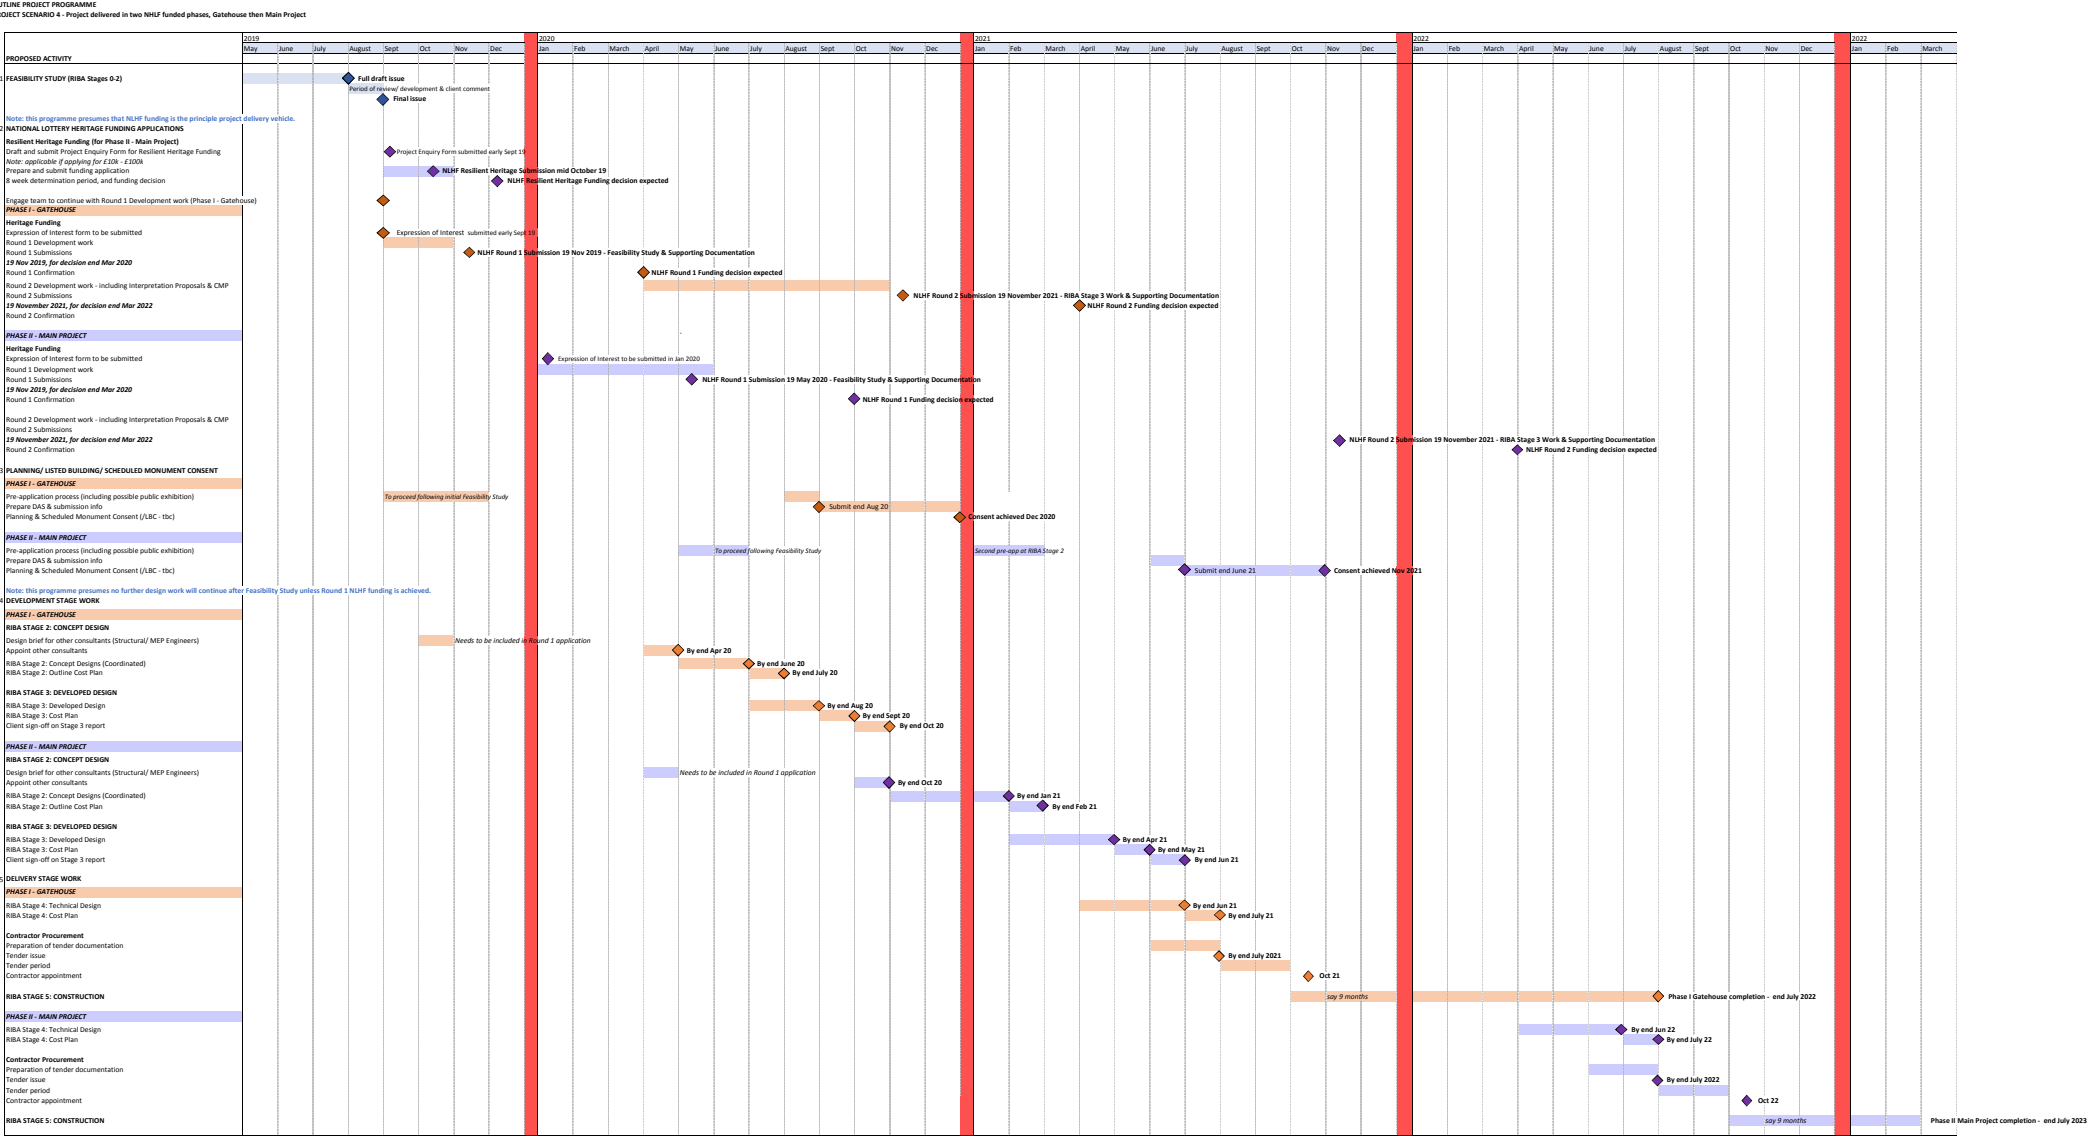 UTLINE PROJECT PROGRAMME
OJECT SCENARIO 4 - Project delivered in two NHLF funded phases, Gatehouse then Main Project
2019 2020 2021 2022 2022
May June July August Sept Oct Nov Dec Jan Feb March April May June July August Sept Oct Nov Dec Jan Feb March April May June July August Sept Oct Nov Dec Jan Feb March April May June July August Sept Oct Nov Dec Jan Feb March
PROPOSED ACTIVITY
1 FEASIBILITY STUDY (RIBA Stages 0-2) Full draft issue
Period of review/ development & client comment
Final issue
Note: this programme presumes that NLHF funding is the principle project delivery vehicle.
2 NATIONAL LOTTERY HERITAGE FUNDING APPLICATIONS
Resilient Heritage Funding (for Phase II - Main Project)
Draft and submit Project Enquiry Form for Resilient Heritage Funding Project Enquiry Form submitted early Sept 19
Note: applicable if applying for £10k - £100k
Prepare and submit funding application NLHF Resilient Heritage Submission mid October 19
8 week determination period, and funding decision NLHF Resilient Heritage Funding decision expected
Engage team to continue with Round 1 Development work (Phase I - Gatehouse)
PHASE I - GATEHOUSE
Heritage Funding
Expression of Interest form to be submitted Expression of Interest submitted early Sept 19
Round 1 Development work
Round 1 Submissions NLHF Round 1 Submission 19 Nov 2019 - Feasibility Study & Supporting Documentation
19 Nov 2019, for decision end Mar 2020
Round 1 Confirmation NLHF Round 1 Funding decision expected
Round 2 Development work - including Interpretation Proposals & CMP
Round 2 Submissions NLHF Round 2 Submission 19 November 2021 - RIBA Stage 3 Work & Supporting Documentation
19 November 2021, for decision end Mar 2022 NLHF Round 2 Funding decision expected
Round 2 Confirmation
PHASE II - MAIN PROJECT
Heritage Funding
Expression of Interest form to be submitted Expression of Interest to be submitted in Jan 2020
Round 1 Development work
Round 1 Submissions NLHF Round 1 Submission 19 May 2020 - Feasibility Study & Supporting Documentation
19 Nov 2019, for decision end Mar 2020
Round 1 Confirmation NLHF Round 1 Funding decision expected
Round 2 Development work - including Interpretation Proposals & CMP
Round 2 Submissions
19 November 2021, for decision end Mar 2022 NLHF Round 2 Submission 19 November 2021 - RIBA Stage 3 Work & Supporting Documentation
Round 2 Confirmation NLHF Round 2 Funding decision expected
3 PLANNING/ LISTED BUILDING/ SCHEDULED MONUMENT CONSENT
PHASE I - GATEHOUSE
Pre-application process (including possible public exhibition) To proceed following initial Feasibility Study
Prepare DAS & submission info Submit end Aug 20
Planning & Scheduled Monument Consent (/LBC - tbc) Consent achieved Dec 2020
PHASE II - MAIN PROJECT
Pre-application process (including possible public exhibition) To proceed following Feasibility Study Second pre-app at RIBA Stage 2
Prepare DAS & submission info
Planning & Scheduled Monument Consent (/LBC - tbc) Submit end June 21 Consent achieved Nov 2021
Note: this programme presumes no further design work will continue after Feasibility Study unless Round 1 NLHF funding is achieved.
4 DEVELOPMENT STAGE WORK
PHASE I - GATEHOUSE
RIBA STAGE 2: CONCEPT DESIGN
Design brief for other consultants (Structural/ MEP Engineers) Needs to be included in Round 1 application
Appoint other consultants By end Apr 20
RIBA Stage 2: Concept Designs (Coordinated) By end June 20
RIBA Stage 2: Outline Cost Plan By end July 20
RIBA STAGE 3: DEVELOPED DESIGN
RIBA Stage 3: Developed Design By end Aug 20
RIBA Stage 3: Cost Plan By end Sept 20
Client sign-off on Stage 3 report By end Oct 20
PHASE II - MAIN PROJECT
RIBA STAGE 2: CONCEPT DESIGN
Design brief for other consultants (Structural/ MEP Engineers) Needs to be included in Round 1 application
Appoint other consultants By end Oct 20
RIBA Stage 2: Concept Designs (Coordinated) By end Jan 21
RIBA Stage 2: Outline Cost Plan By end Feb 21
RIBA STAGE 3: DEVELOPED DESIGN
RIBA Stage 3: Developed Design By end Apr 21
RIBA Stage 3: Cost Plan By end May 21
Client sign-off on Stage 3 report By end Jun 21
5 DELIVERY STAGE WORK
PHASE I - GATEHOUSE
RIBA Stage 4: Technical Design By end Jun 21
RIBA Stage 4: Cost Plan By end July 21
Contractor Procurement
Preparation of tender documentation
Tender issue By end July 2021
Tender period
Contractor appointment Oct 21
RIBA STAGE 5: CONSTRUCTION say 9 months Phase I Gatehouse completion - end July 2022
PHASE II - MAIN PROJECT
RIBA Stage 4: Technical Design By end Jun 22
RIBA Stage 4: Cost Plan By end July 22
Contractor Procurement
Preparation of tender documentation
Tender issue By end July 2022
Tender period
Contractor appointment Oct 22
RIBA STAGE 5: CONSTRUCTION say 9 months Phase II Main Project completion - end July 2023